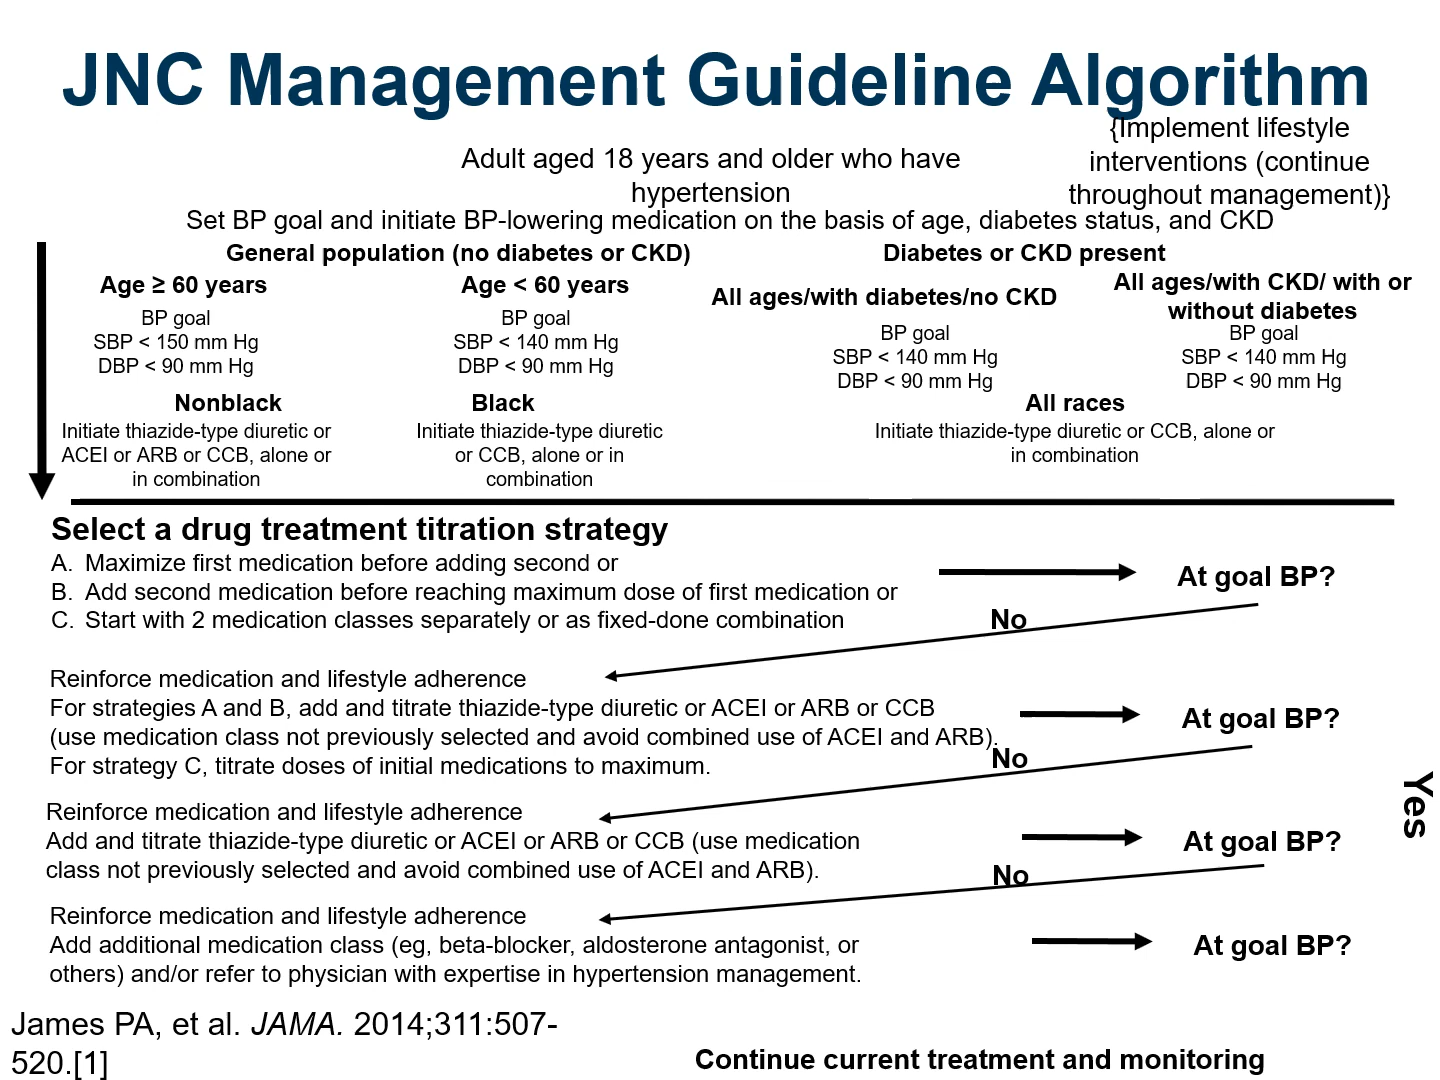 JNC Management Guideline Algorithm
{Implement lifestyle
interventions (continue
throughout management)}
Adult aged 18 years and older who have
hypertension
Set BP goal and initiate BP-lowering medication on the basis of age, diabetes status, and CKD
General population (no diabetes or CKD)
Diabetes or CKD present
Age ≥ 60 years
BP goal
SBP < 150 mm Hg
DBP < 90 mm Hg
Age < 60 years
BP goal
SBP < 140 mm Hg
DBP < 90 mm Hg
All ages/with diabetes/no CKD
BP goal
SBP < 140 mm Hg
DBP < 90 mm Hg
All ages/with CKD/ with or
without diabetes
BP goal
SBP < 140 mm Hg
DBP < 90 mm Hg
Nonblack
Initiate thiazide-type diuretic or
ACEI or ARB or CCB, alone or
in combination
Black
Initiate thiazide-type diuretic
or CCB, alone or in
combination
All races
Initiate thiazide-type diuretic or CCB, alone or
in combination
Select a drug treatment titration strategy
A. Maximize first medication before adding second or
B. Add second medication before reaching maximum dose of first medication or
C. Start with 2 medication classes separately or as fixed-done combination
At goal BP?
No
Reinforce medication and lifestyle adherence
For strategies A and B, add and titrate thiazide-type diuretic or ACEI or ARB or CCB
(use medication class not previously selected and avoid combined use of ACEI and ARB).
For strategy C, titrate doses of initial medications to maximum.
At goal BP?
No
Yes
Reinforce medication and lifestyle adherence
Add and titrate thiazide-type diuretic or ACEI or ARB or CCB (use medication
class not previously selected and avoid combined use of ACEI and ARB).
At goal BP?
No
Reinforce medication and lifestyle adherence
Add additional medication class (eg, beta-blocker, aldosterone antagonist, or
others) and/or refer to physician with expertise in hypertension management.
At goal BP?
James PA, et al. JAMA. 2014;311:507-
520.[1]
Continue current treatment and monitoring